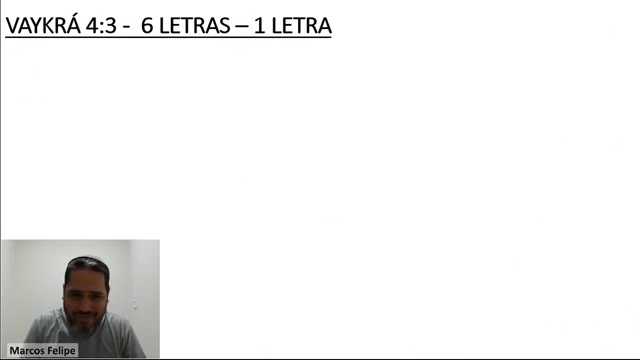 VAYKRÁ 4:3 - 6 LETRAS – 1 LETRA
Marcos Felipe